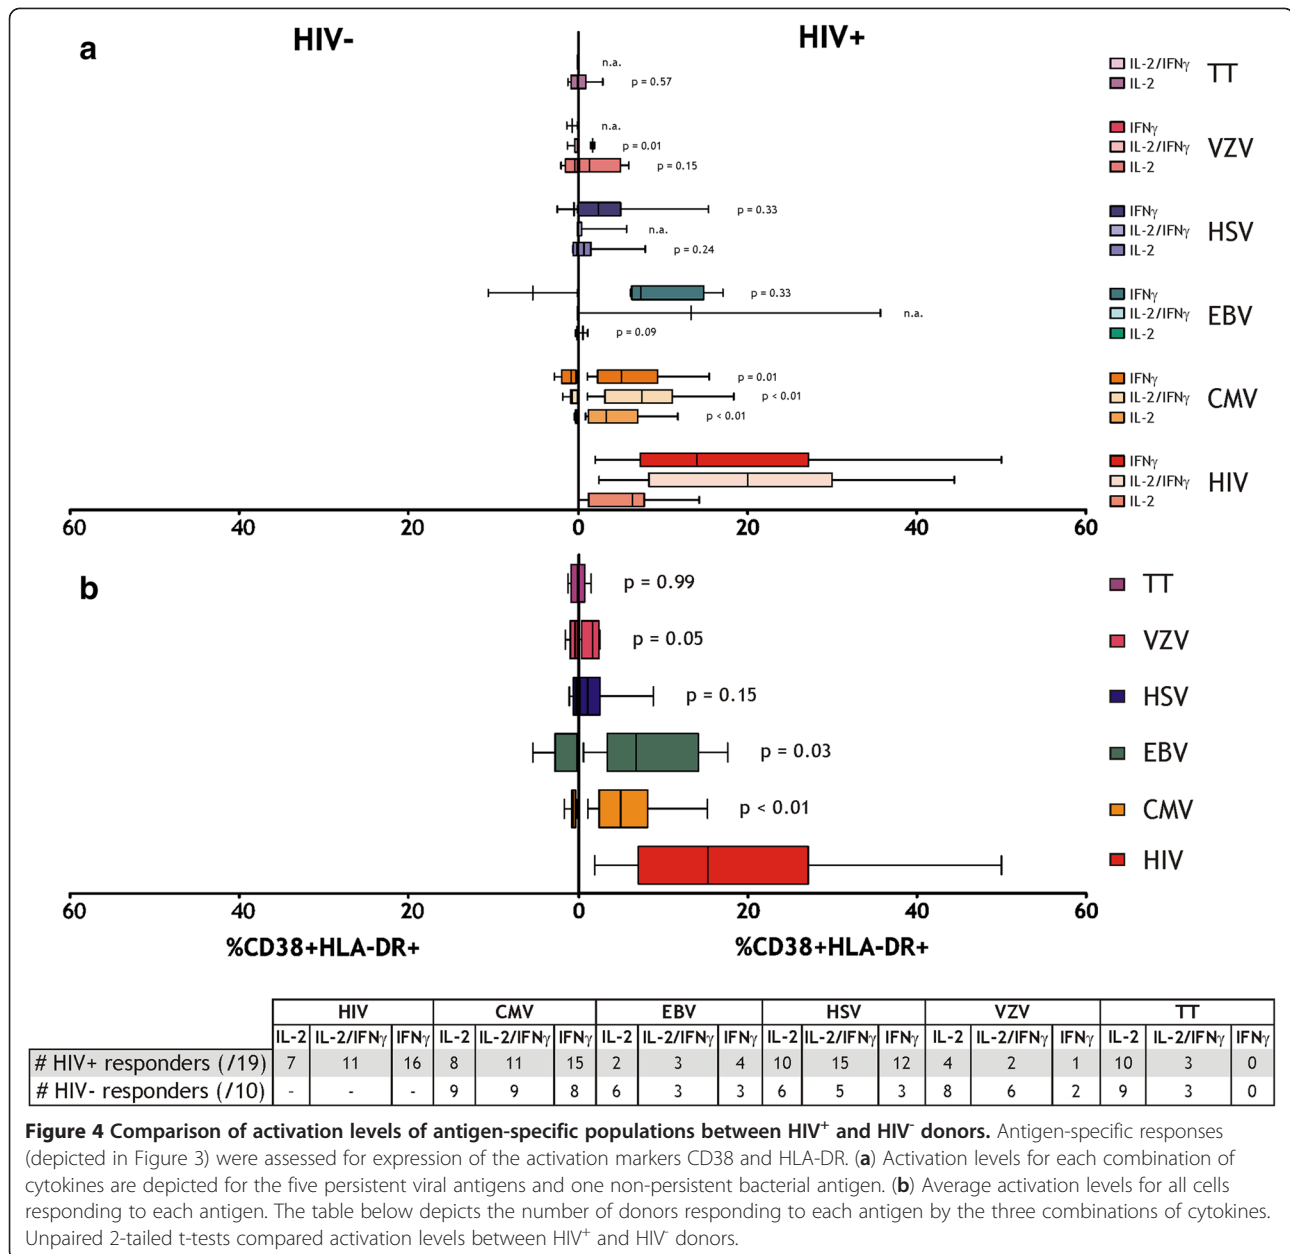 a
HIV-
HIV+
n.a.
IL-2/IFNγ
TT
p = 0.57
IL-2
n.a.
IFNγ
p = 0.01
IL-2/IFNγ
VZV
p = 0.15
IL-2
p = 0.33
IFNγ
n.a.
IL-2/IFNγ
HSV
p = 0.24
IL-2
p = 0.33
IFNγ
n.a.
IL-2/IFNγ
EBV
p = 0.09
IL-2
p = 0.01
IFNγ
p < 0.01
IL-2/IFNγ
CMV
p < 0.01
IL-2
IFNγ
IL-2/IFNγ
HIV
IL-2
60 40 20 0 20 40 60
b
p = 0.99
TT
p = 0.05
VZV
p = 0.15
HSV
p = 0.03
EBV
p < 0.01
CMV
HIV
60 40 20 0 20 40 60
%CD38+HLA-DR+ %CD38+HLA-DR+
HIV CMV EBV HSV VZV TT
IL-2 IL-2/IFNγ IFNγ IL-2 IL-2/IFNγ IFNγ IL-2 IL-2/IFNγ IFNγ IL-2 IL-2/IFNγ IFNγ IL-2 IL-2/IFNγ IFNγ IL-2 IL-2/IFNγ IFNγ
# HIV+ responders (/19) 7 11 16 8 11 15 2 3 4 10 15 12 4 2 1 10 3 0
# HIV- responders (/10) - - - 9 9 8 6 3 3 6 5 3 8 6 2 9 3 0
Figure 4 Comparison of activation levels of antigen-specific populations between HIV⁺ and HIV⁻ donors. Antigen-specific responses
(depicted in Figure 3) were assessed for expression of the activation markers CD38 and HLA-DR. (a) Activation levels for each combination of
cytokines are depicted for the five persistent viral antigens and one non-persistent bacterial antigen. (b) Average activation levels for all cells
responding to each antigen. The table below depicts the number of donors responding to each antigen by the three combinations of cytokines.
Unpaired 2-tailed t-tests compared activation levels between HIV⁺ and HIV⁻ donors.